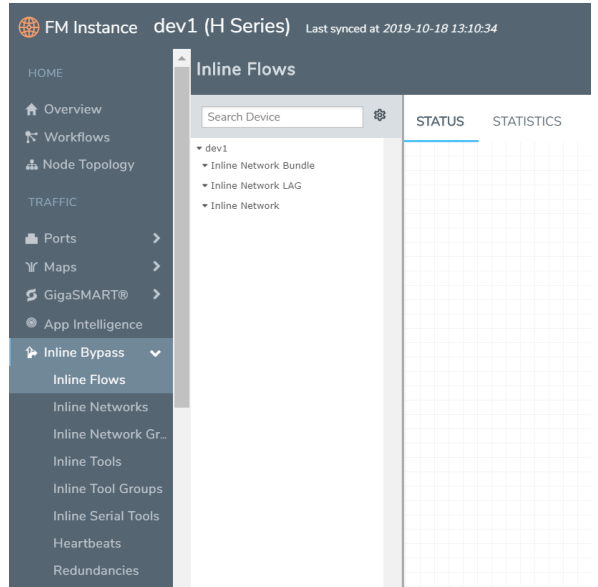 FM Instance dev1 (H Series) Last synced at 2019-10-18 13:10:34
HOME
Overview
Workflows
Node Topology
TRAFFIC
Ports
Maps
GigaSMART®
App Intelligence
Inline Bypass
Inline Flows
Inline Networks
Inline Network Gr...
Inline Tools
Inline Tool Groups
Inline Serial Tools
Heartbeats
Redundancies
Inline Flows
Search Device
dev1
Inline Network Bundle
Inline Network LAG
Inline Network
STATUS STATISTICS